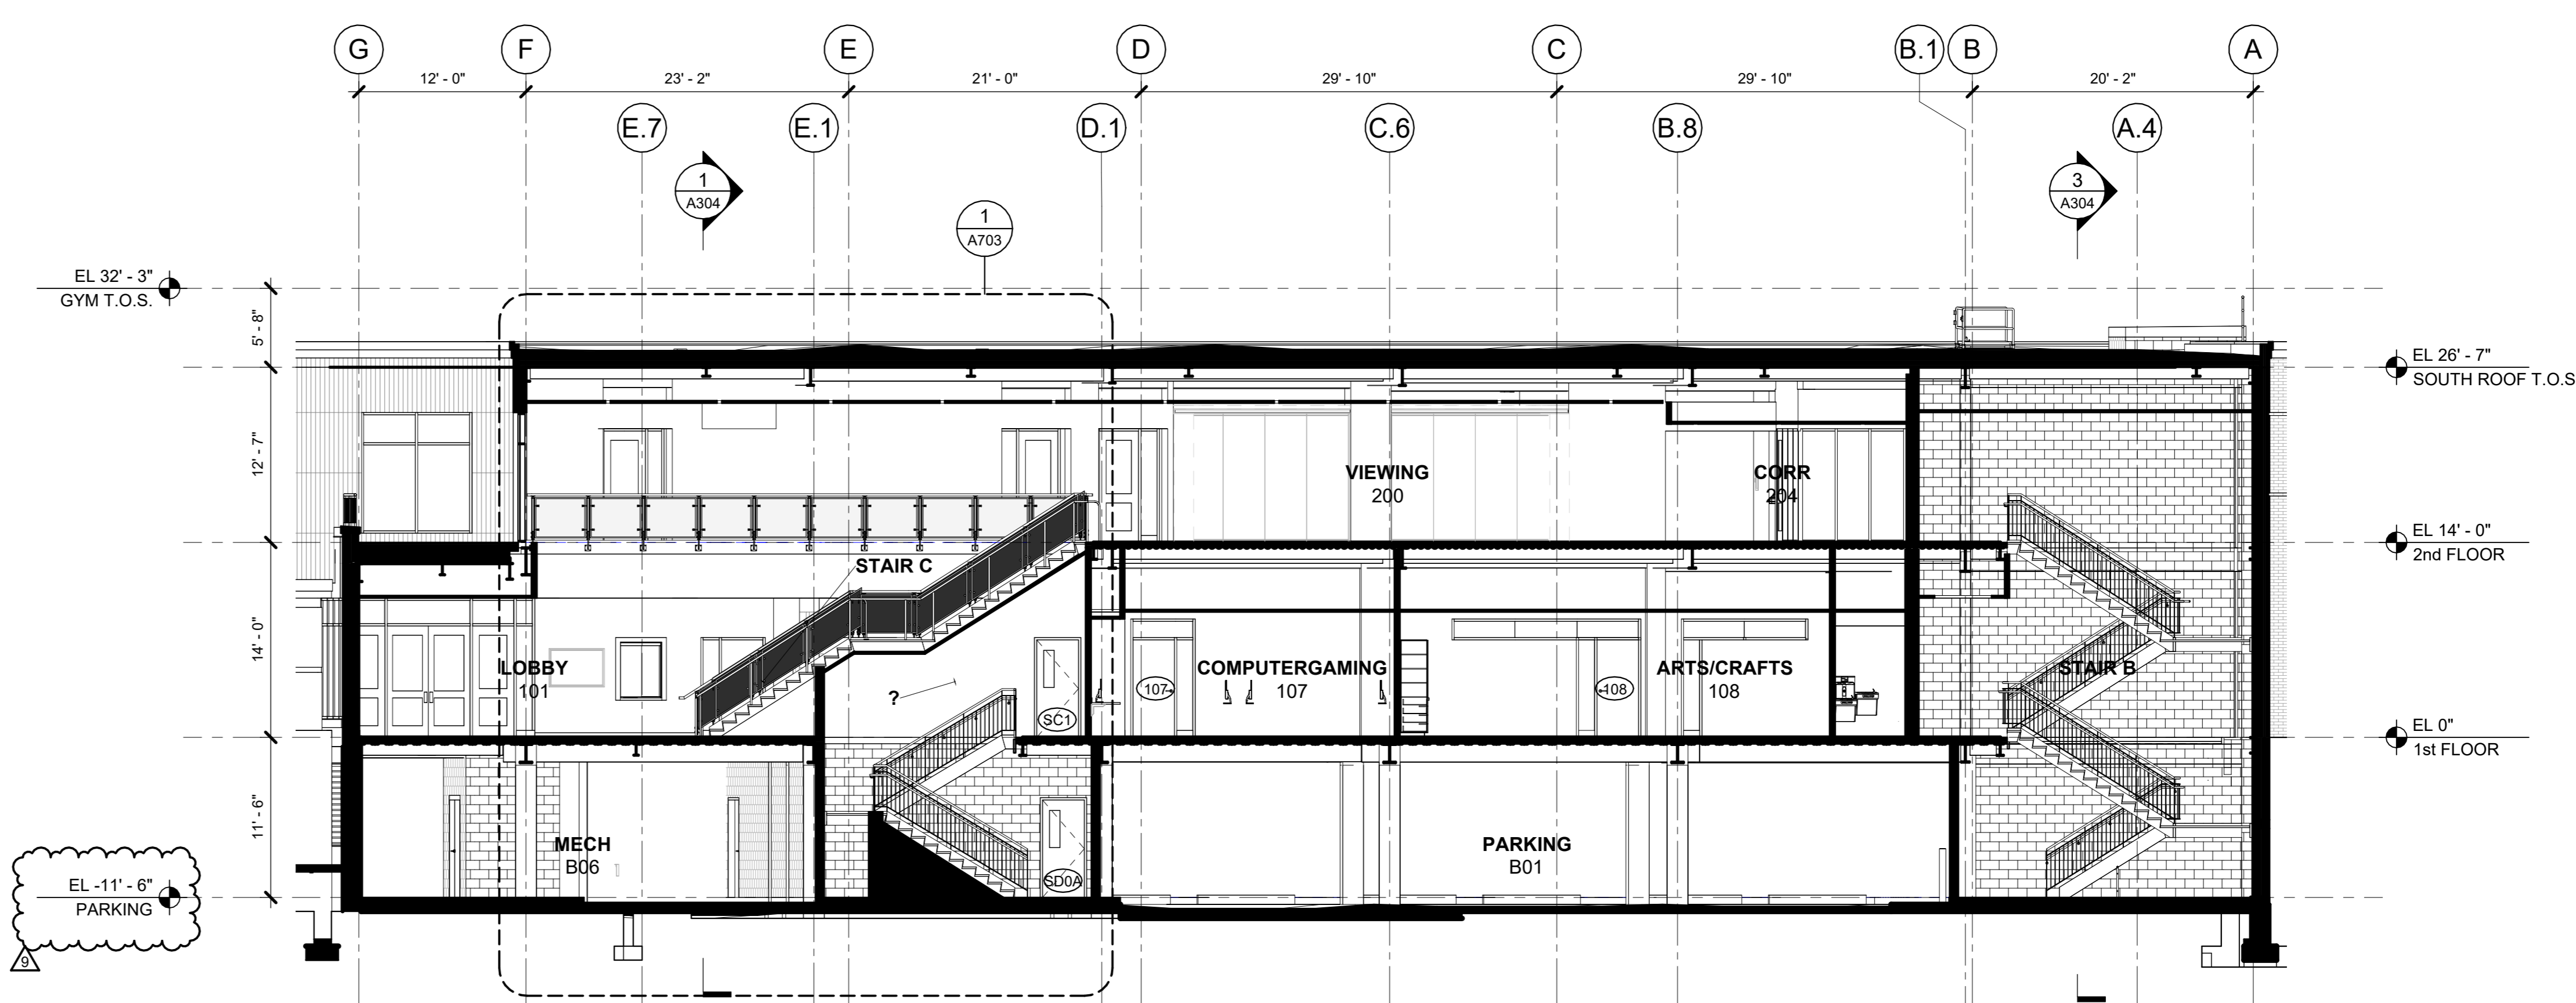 G
F
E
D
C
B.1
B
A
12' - 0"
23' - 2"
21' - 0"
29' - 10"
29' - 10"
20' - 2"
E.7
E.1
D.1
C.6
B.8
A.4
1
A304
3
A304
1
A703
EL 32' - 3"
GYM T.O.S.
5' - 8"
EL 26' - 7"
SOUTH ROOF T.O.S
12' - 7"
VIEWING
200
CORR
204
EL 14' - 0"
2nd FLOOR
STAIR C
14' - 0"
LOBBY
101
?
SC1
107
COMPUTERGAMING
107
108
ARTS/CRAFTS
108
STAIR B
EL 0"
1st FLOOR
11' - 6"
MECH
B06
SD0A
PARKING
B01
EL -11' - 6"
PARKING
9